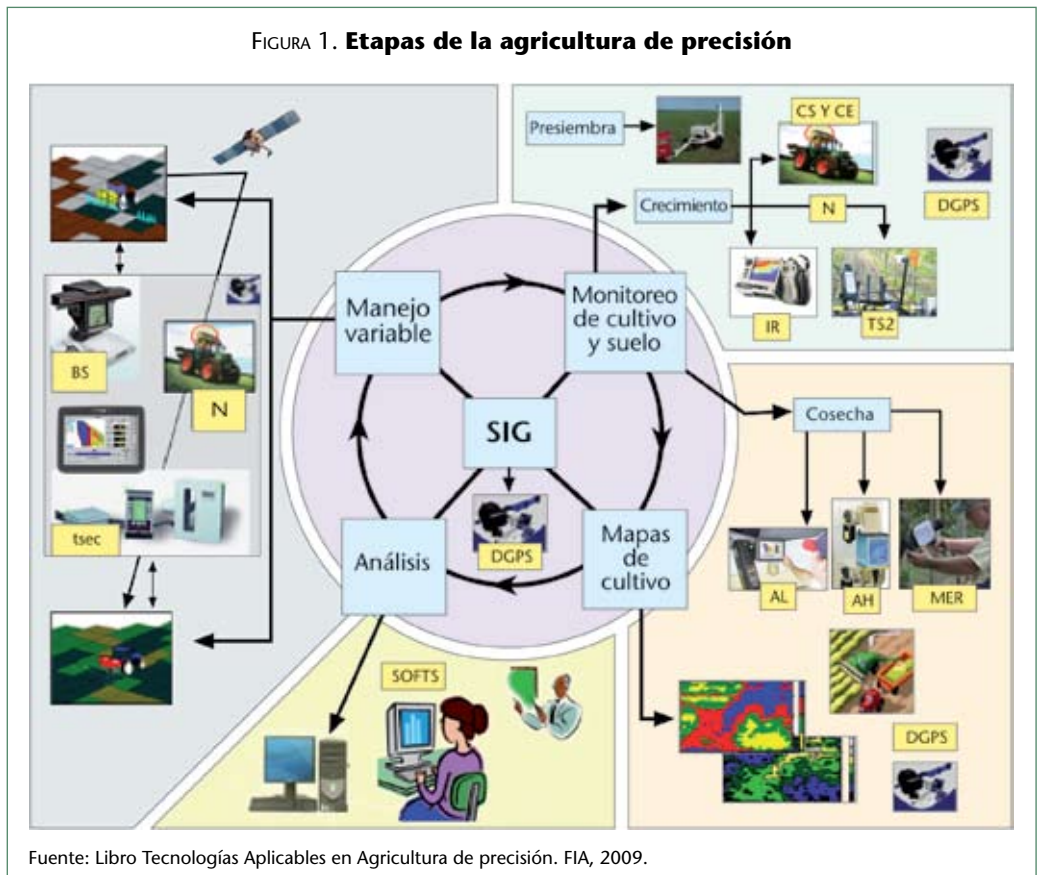 FIGURA 1. Etapas de la agricultura de precisión
CS Y CE
Presiembra
DGPS
Crecimiento
N
IR
TS2
Manejo
variable
Monitoreo
de cultivo
y suelo
BS
N
SIG
Cosecha
tsec
DGPS
Análisis
Mapas
de
cultivo
AL
AH
MER
SOFTS
DGPS
Fuente: Libro Tecnologías Aplicables en Agricultura de precisión. FIA, 2009.